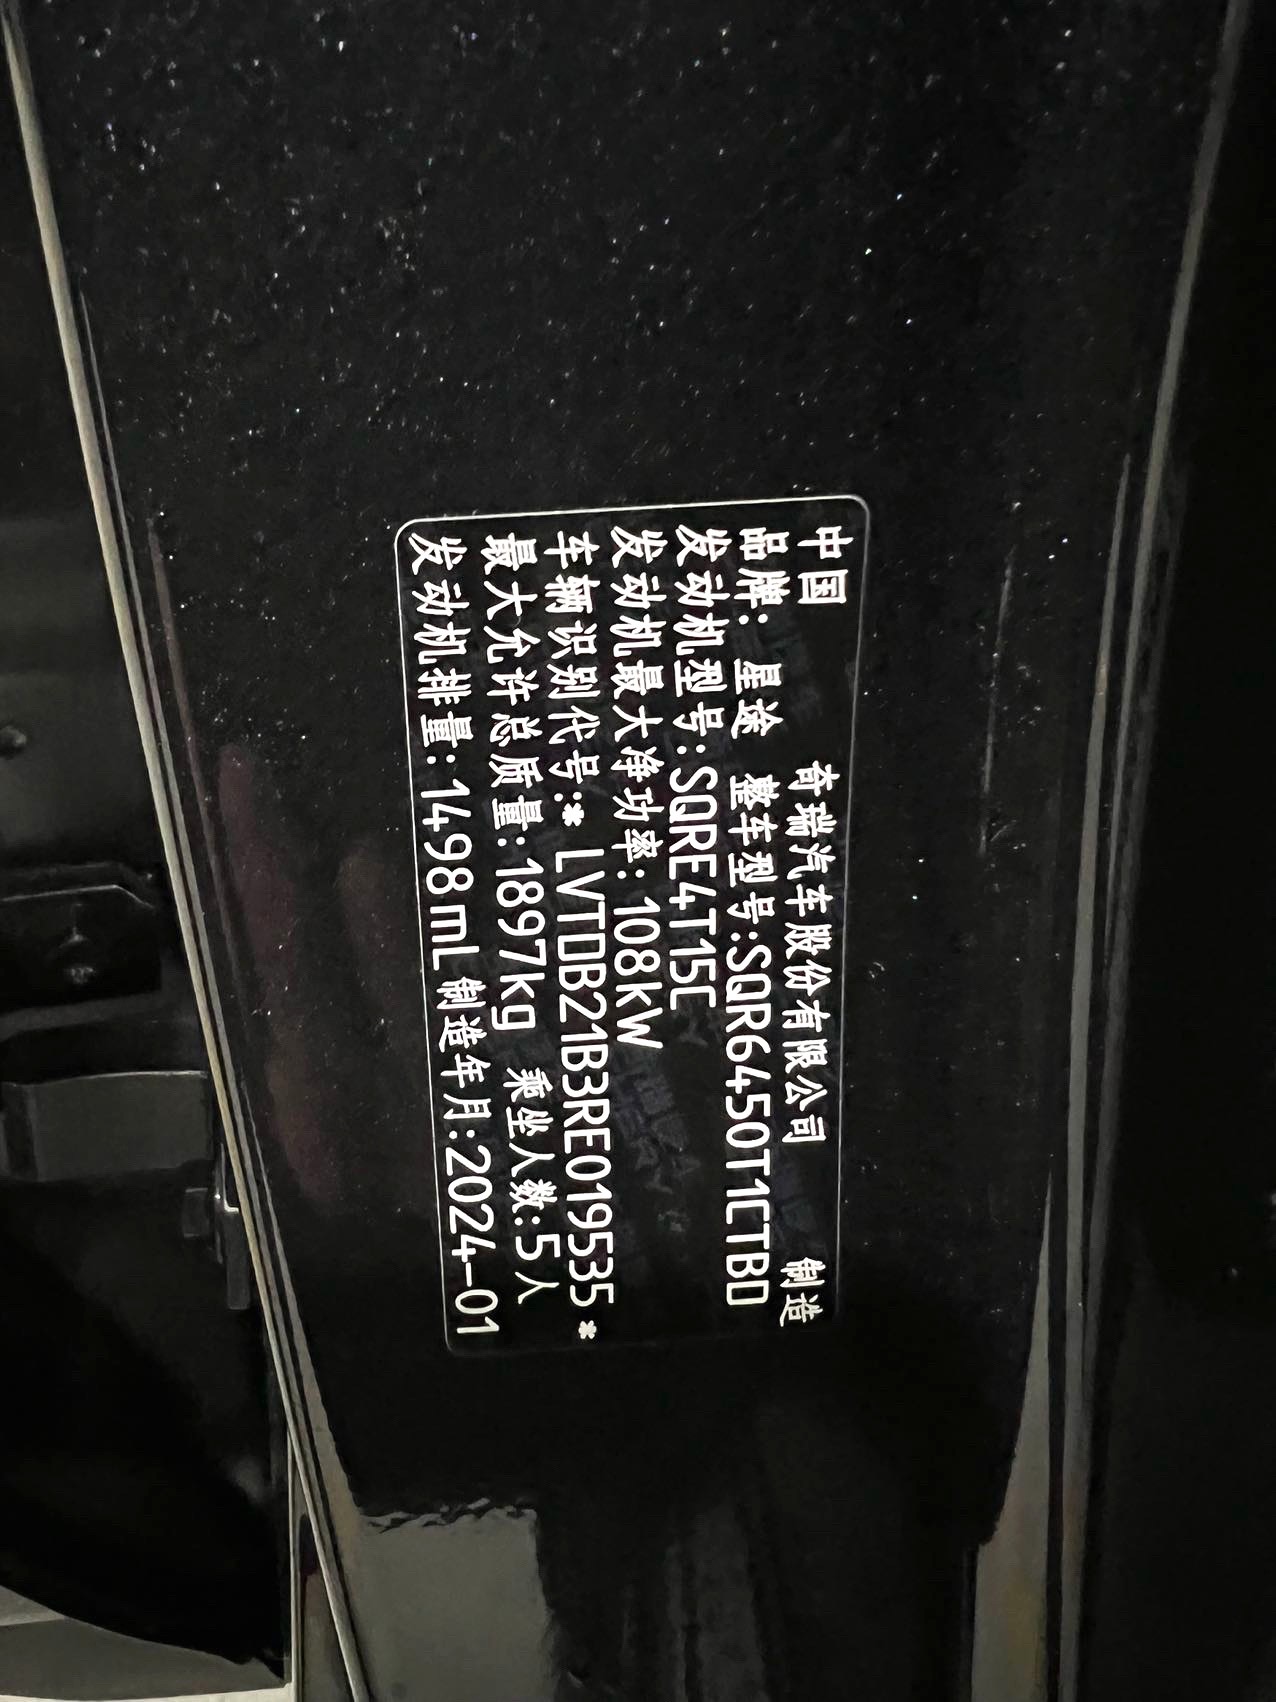 中国 奇瑞汽车股份有限公司 制造
品牌: 星途 整车型号:SQR6450T1CTBD
发动机型号:SQRE4T15C
发动机最大净功率:108kW
车辆识别代号:* LVTDB21B3RE019535 *
最大允许总质量:1897kg 乘坐人数:5人
发动机排量:1498mL 制造年月:2024-01